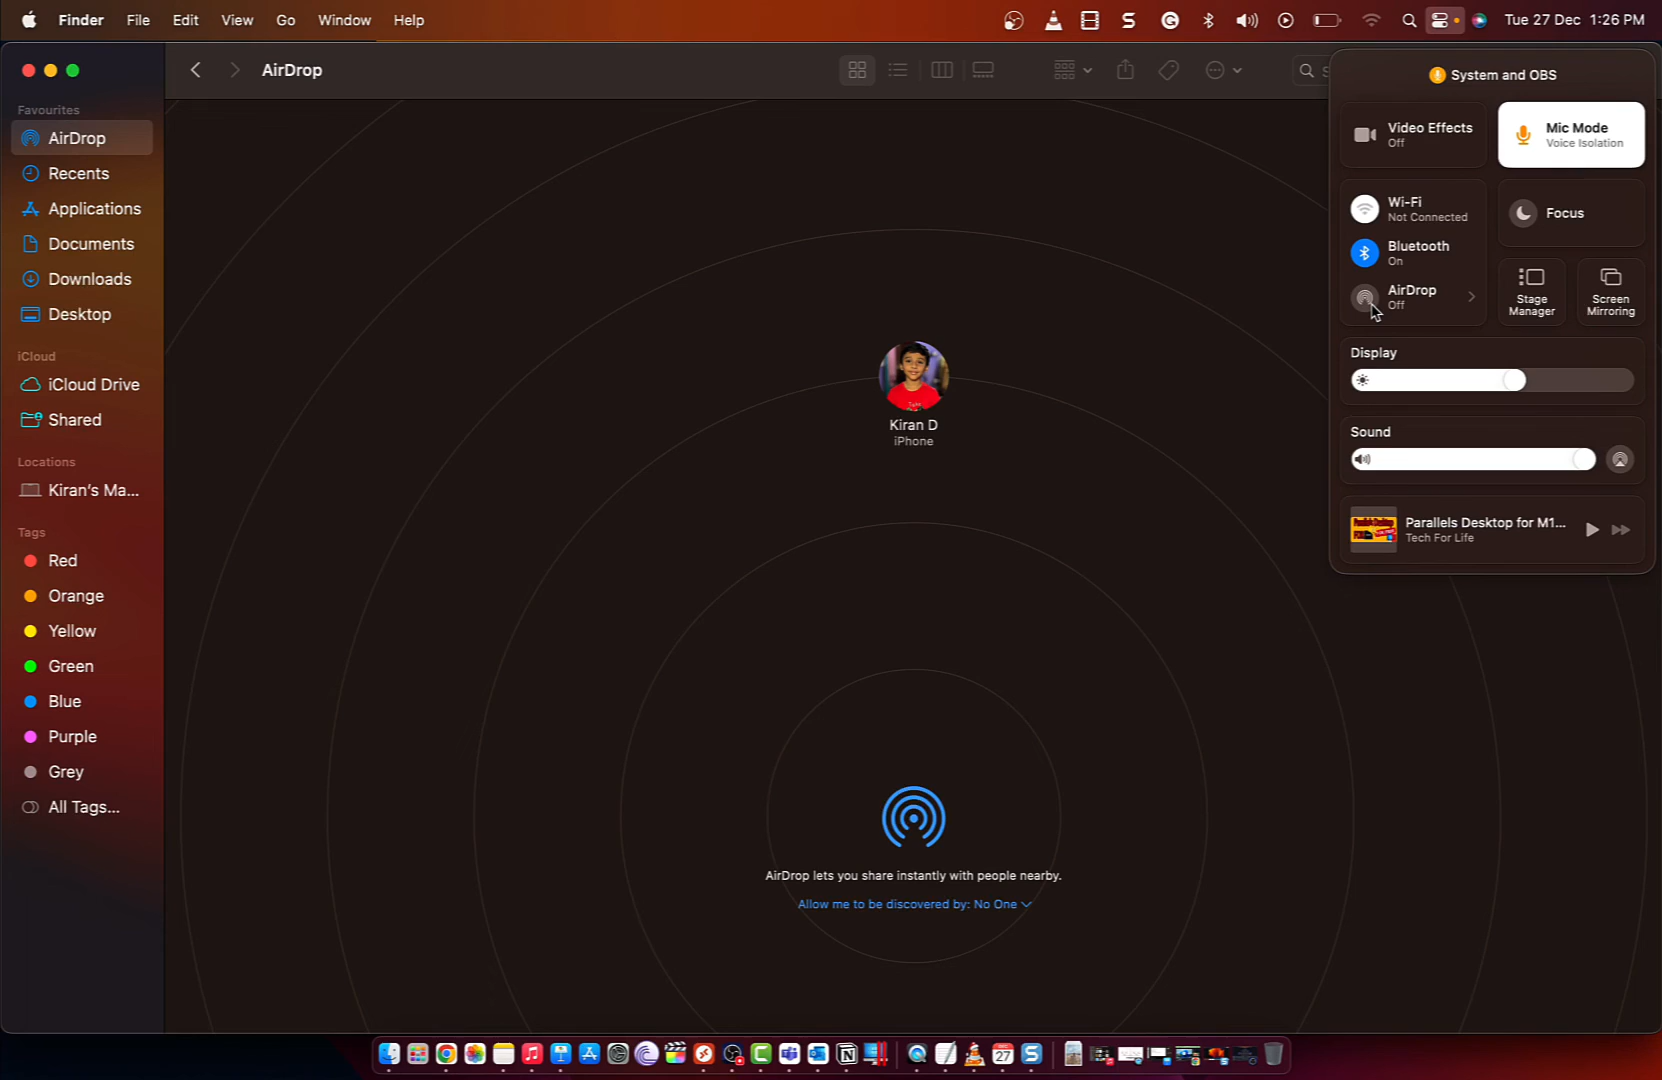 Finder File Edit View Go Window Help
Tue 27 Dec 1:26 PM
AirDrop
Favourites
AirDrop
Recents
Applications
Documents
Downloads
Desktop
iCloud
iCloud Drive
Shared
Locations
Kiran's Ma...
Tags
Red
Orange
Yellow
Green
Blue
Purple
Grey
All Tags...
Kiran D
iPhone
AirDrop lets you share instantly with people nearby.
Allow me to be discovered by: No One
System and OBS
Video Effects
Off
Mic Mode
Voice Isolation
Wi-Fi
Not Connected
Bluetooth
On
AirDrop
Off
Focus
Stage
Manager
Screen
Mirroring
Display
Sound
Parallels Desktop for M1...
Tech For Life
27